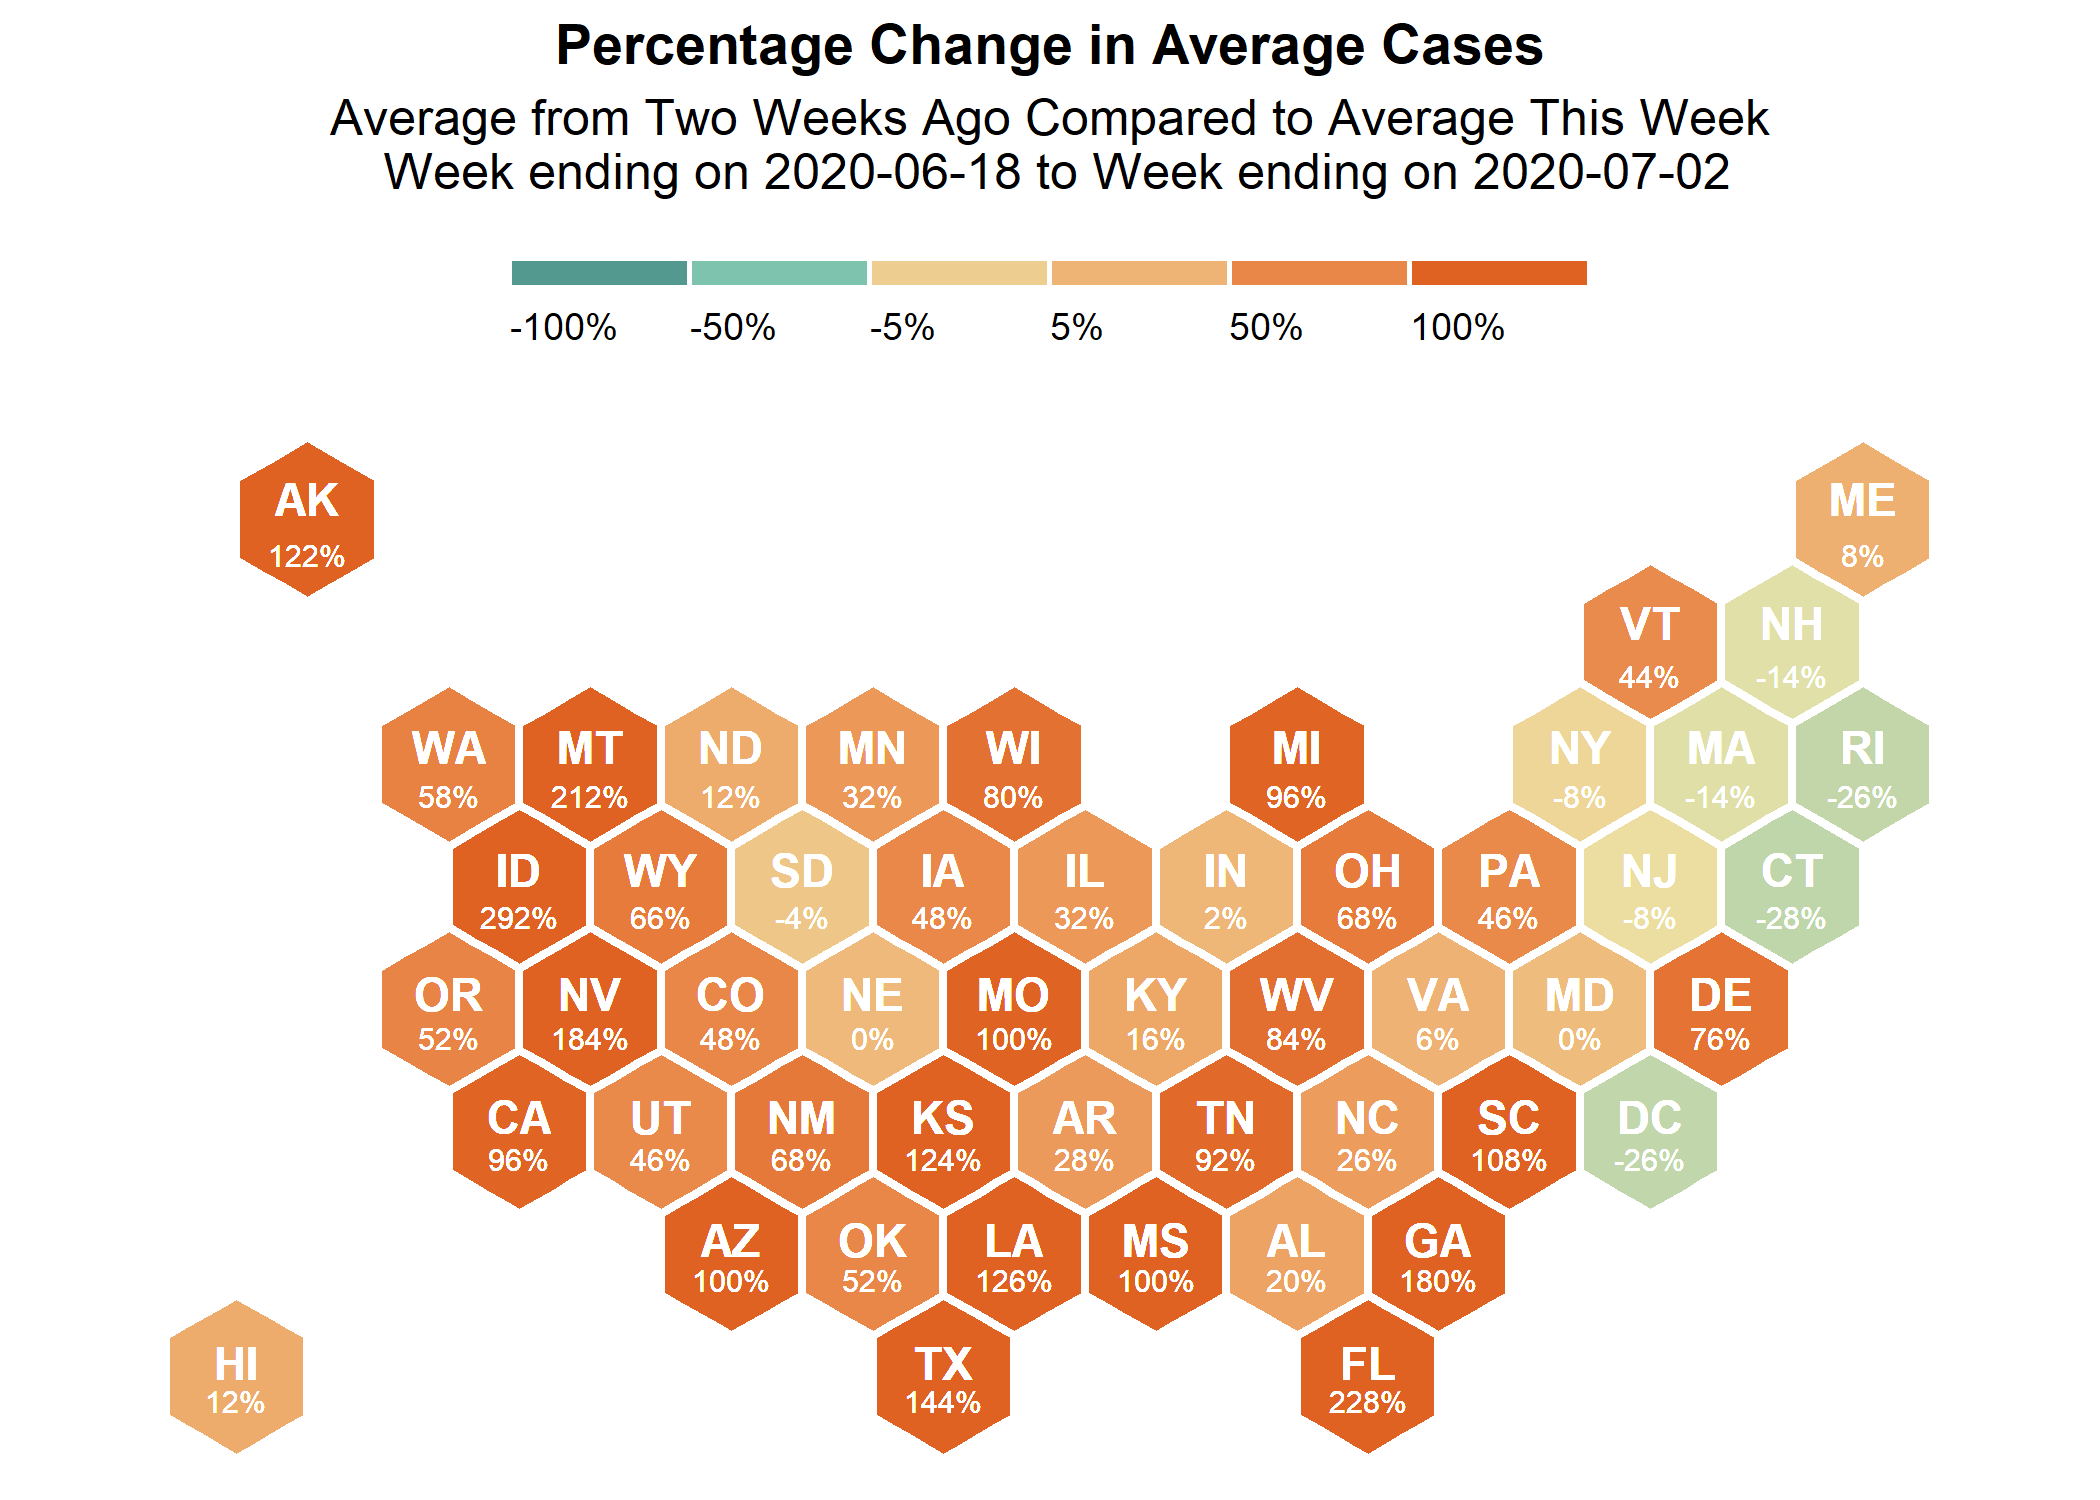 Percentage Change in Average Cases
Average from Two Weeks Ago Compared to Average This Week
Week ending on 2020-06-18 to Week ending on 2020-07-02
-100% -50% -5% 5% 50% 100%
AK ME
122% 8%
VT NH
44% -14%
WA MT ND MN WI MI NY MA RI
58% 212% 12% 32% 80% 96% -8% -14% -26%
ID WY SD IA IL IN OH PA NJ CT
292% 66% -4% 48% 32% 2% 68% 46% -8% -28%
OR NV CO NE MO KY WV VA MD DE
52% 184% 48% 0% 100% 16% 84% 6% 0% 76%
CA UT NM KS AR TN NC SC DC
96% 46% 68% 124% 28% 92% 26% 108% -26%
AZ OK LA MS AL GA
100% 52% 126% 100% 20% 180%
HI TX FL
12% 144% 228%